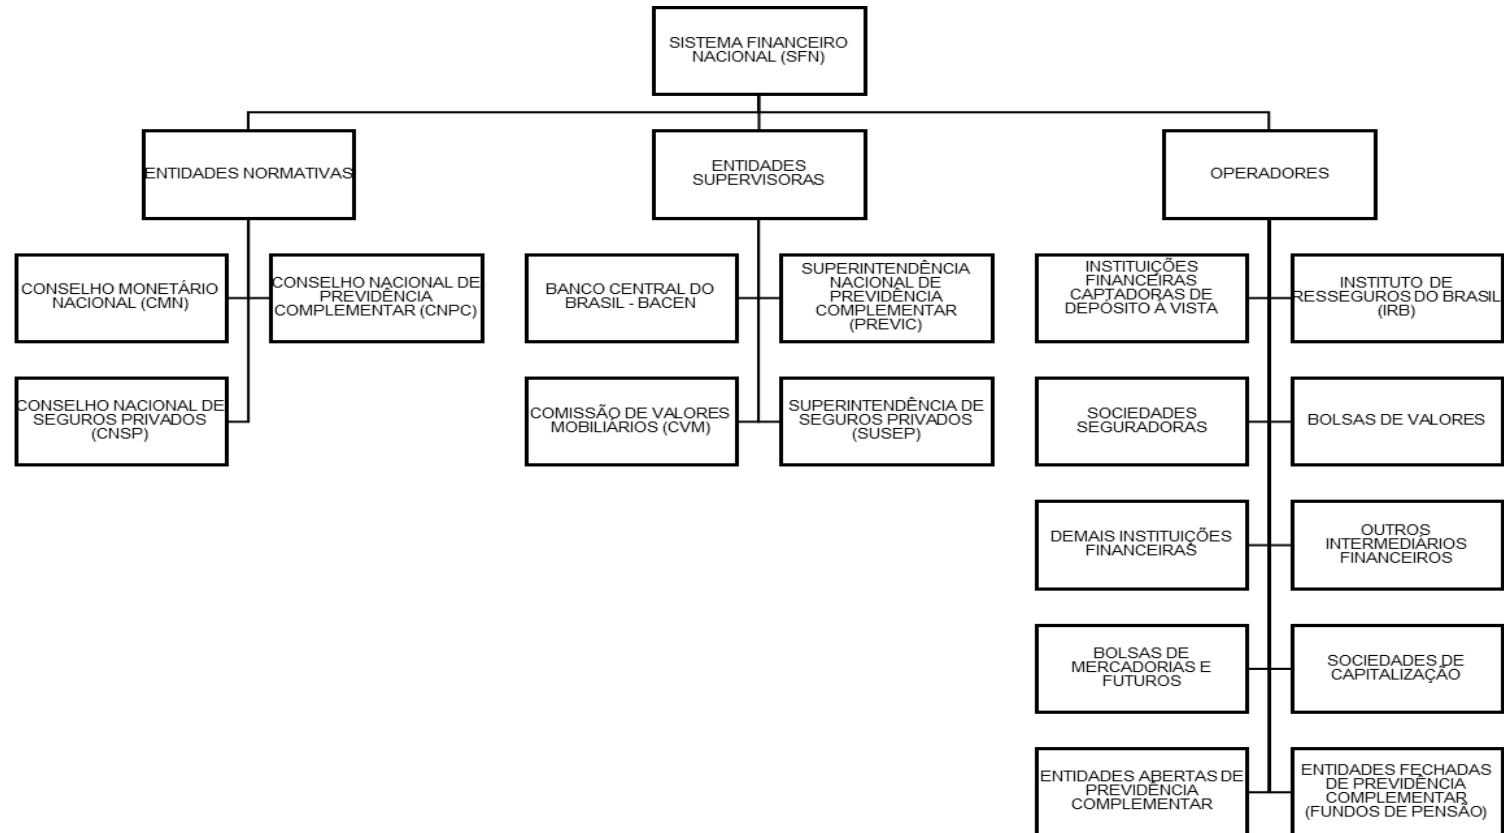 SISTEMA FINANCEIRO
NACIONAL (SFN)
ENTIDADES NORMATIVAS
ENTIDADES
SUPERVISORAS
OPERADORES
CONSELHO MONETÁRIO
NACIONAL (CMN)
CONSELHO NACIONAL DE
PREVIDÊNCIA
COMPLEMENTAR (CNPC)
BANCO CENTRAL DO
BRASIL - BACEN
SUPERINTENDÊNCIA
NACIONAL DE
PREVIDÊNCIA
COMPLEMENTAR
(PREVIC)
INSTITUIÇÕES
FINANCEIRAS
CAPTADORAS DE
DEPÓSITO À VISTA
INSTITUTO DE
RESSEGUROS DO BRASIL
(IRB)
CONSELHO NACIONAL DE
SEGUROS PRIVADOS
(CNSP)
COMISSÃO DE VALORES
MOBILIÁRIOS (CVM)
SUPERINTENDÊNCIA DE
SEGUROS PRIVADOS
(SUSEP)
SOCIEDADES
SEGURADORAS
BOLSAS DE VALORES
DEMAIS INSTITUIÇÕES
FINANCEIRAS
OUTROS
INTERMEDIÁRIOS
FINANCEIROS
BOLSAS DE
MERCADORIAS E
FUTUROS
SOCIEDADES DE
CAPITALIZAÇÃO
ENTIDADES ABERTAS DE
PREVIDÊNCIA
COMPLEMENTAR
ENTIDADES FECHADAS
DE PREVIDÊNCIA
COMPLEMENTAR
(FUNDOS DE PENSÃO)